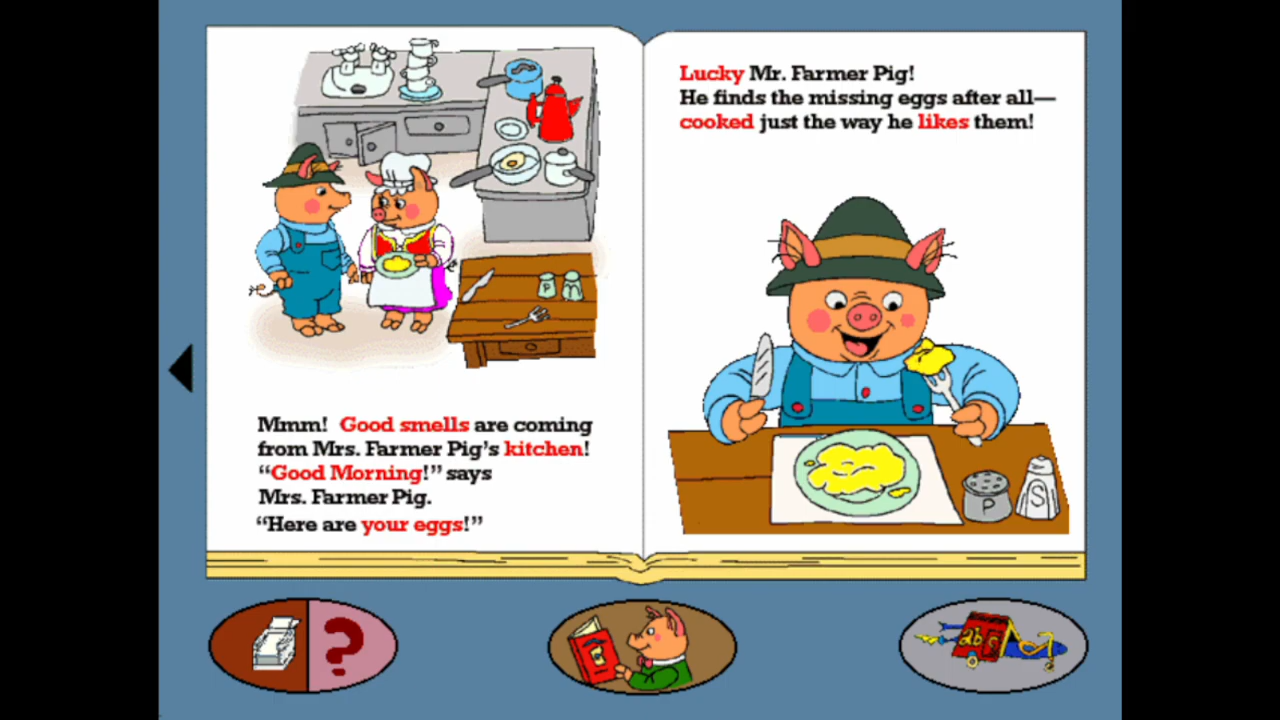 Mmm!  Good smells are coming
from Mrs. Farmer Pig’s kitchen!
“Good Morning!” says
Mrs. Farmer Pig.
“Here are your eggs!”
Lucky Mr. Farmer Pig!
He finds the missing eggs after all—
cooked just the way he likes them!
P
S
?
abc